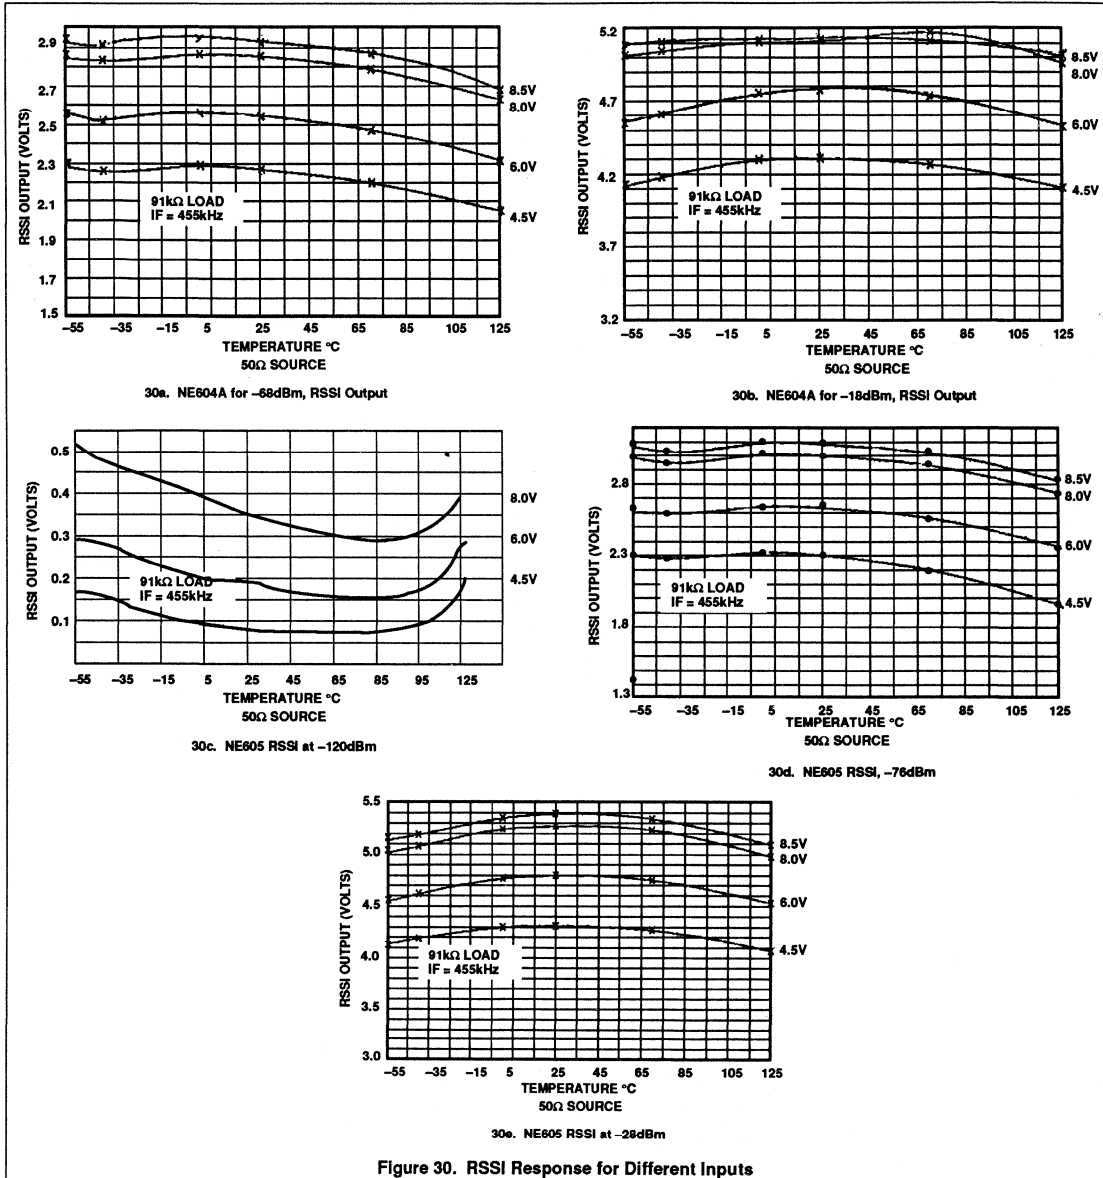 RSSI OUTPUT (VOLTS)
2.9
2.7
2.5
2.3
2.1
1.9
1.7
1.5
8.5V
8.0V
6.0V
4.5V
91kΩ LOAD
IF = 455kHz
–55 –35 –15 5 25 45 65 85 105 125
TEMPERATURE °C
50Ω SOURCE
30a. NE604A for –68dBm, RSSI Output
RSSI OUTPUT (VOLTS)
5.2
4.7
4.2
3.7
3.2
8.5V
8.0V
6.0V
4.5V
91kΩ LOAD
IF = 455kHz
–55 –35 –15 5 25 45 65 85 105 125
TEMPERATURE °C
50Ω SOURCE
30b. NE604A for –18dBm, RSSI Output
RSSI OUTPUT (VOLTS)
0.5
0.4
0.3
0.2
0.1
8.0V
6.0V
4.5V
91kΩ LOAD
IF = 455kHz
–55 –35 –15 5 25 45 65 85 95 125
TEMPERATURE °C
50Ω SOURCE
30c. NE605 RSSI at –120dBm
RSSI OUTPUT (VOLTS)
2.8
2.3
1.8
1.3
8.5V
8.0V
6.0V
4.5V
91kΩ LOAD
IF = 455kHz
–55 –35 –15 5 25 45 65 85 105 125
TEMPERATURE °C
50Ω SOURCE
30d. NE605 RSSI, –76dBm
RSSI OUTPUT (VOLTS)
5.5
5.0
4.5
4.0
3.5
3.0
8.5V
8.0V
6.0V
4.5V
91kΩ LOAD
IF = 455kHz
–55 –35 –15 5 25 45 65 85 105 125
TEMPERATURE °C
50Ω SOURCE
30e. NE605 RSSI at –28dBm
Figure 30. RSSI Response for Different Inputs